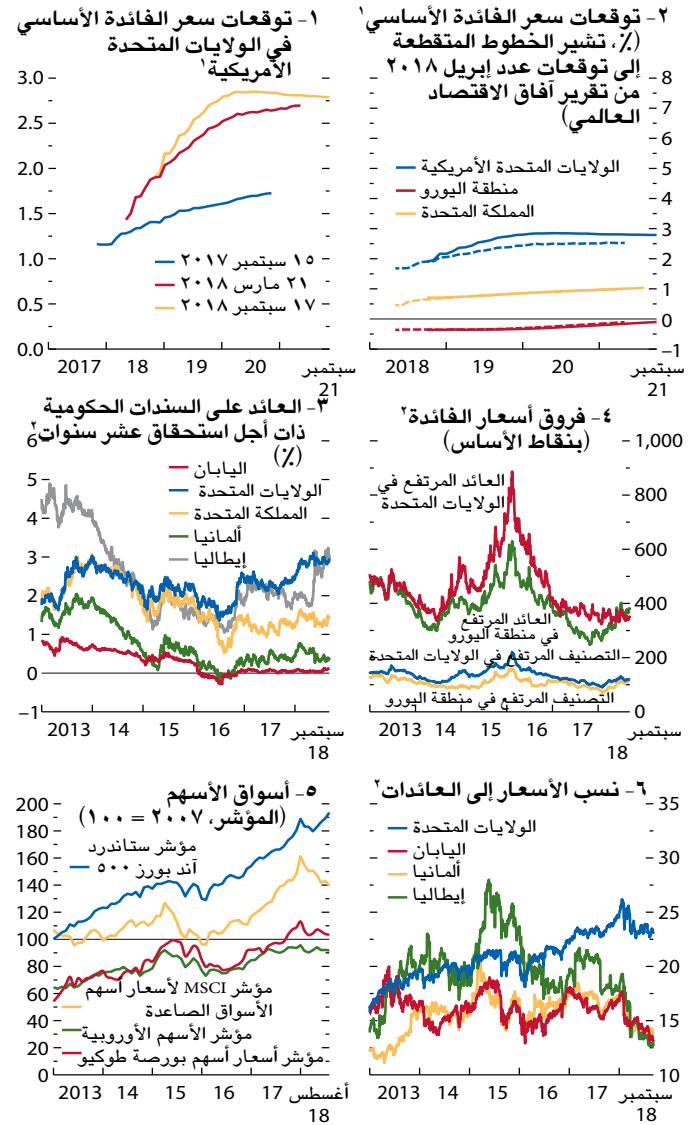 ١- توقعات سعر الفائدة الأساسي
في الولايات المتحدة
الأمريكية١
3.0
2.5
2.0
1.5
1.0
0.5
0.0
١٥ سبتمبر ٢٠١٧
٢١ مارس ٢٠١٨
١٧ سبتمبر ٢٠١٨
2017 18 19 20 سبتمبر
21
٢- توقعات سعر الفائدة الأساسي١
(٪، تشير الخطوط المتقطعة
إلى توقعات عدد إبريل ٢٠١٨
من تقرير آفاق الاقتصاد
العالمي)
8
7
6
5
4
3
2
1
0
–1
الولايات المتحدة الأمريكية
منطقة اليورو
المملكة المتحدة
2018 19 20 سبتمبر
21
٣- العائد على السندات الحكومية
ذات أجل استحقاق عشر سنوات٢
(٪)
6
5
4
3
2
1
0
–1
اليابان
الولايات المتحدة
المملكة المتحدة
ألمانيا
إيطاليا
2013 14 15 16 17 سبتمبر
18
٤- فروق أسعار الفائدة٢
(بنقاط الأساس)
1,000
800
600
400
200
0
العائد المرتفع في
الولايات المتحدة
العائد المرتفع
في منطقة اليورو
التصنيف المرتفع في الولايات المتحدة
التصنيف المرتفع في منطقة اليورو
2013 14 15 16 17 سبتمبر
18
٥- أسواق الأسهم
(المؤشر، ٢٠٠٧ = ١٠٠)
200
180
160
140
120
100
80
60
40
20
0
مؤشر ستاندرد
آند بورز ٥٠٠
مؤشر MSCI لأسعار أسهم
الأسواق الصاعدة
مؤشر الأسهم الأوروبية
مؤشر أسعار أسهم بورصة طوكيو
2013 14 15 16 17 أغسطس
18
٦- نسب الأسعار إلى العائدات٢
35
30
25
20
15
10
الولايات المتحدة
اليابان
ألمانيا
إيطاليا
2013 14 15 16 17 سبتمبر
18